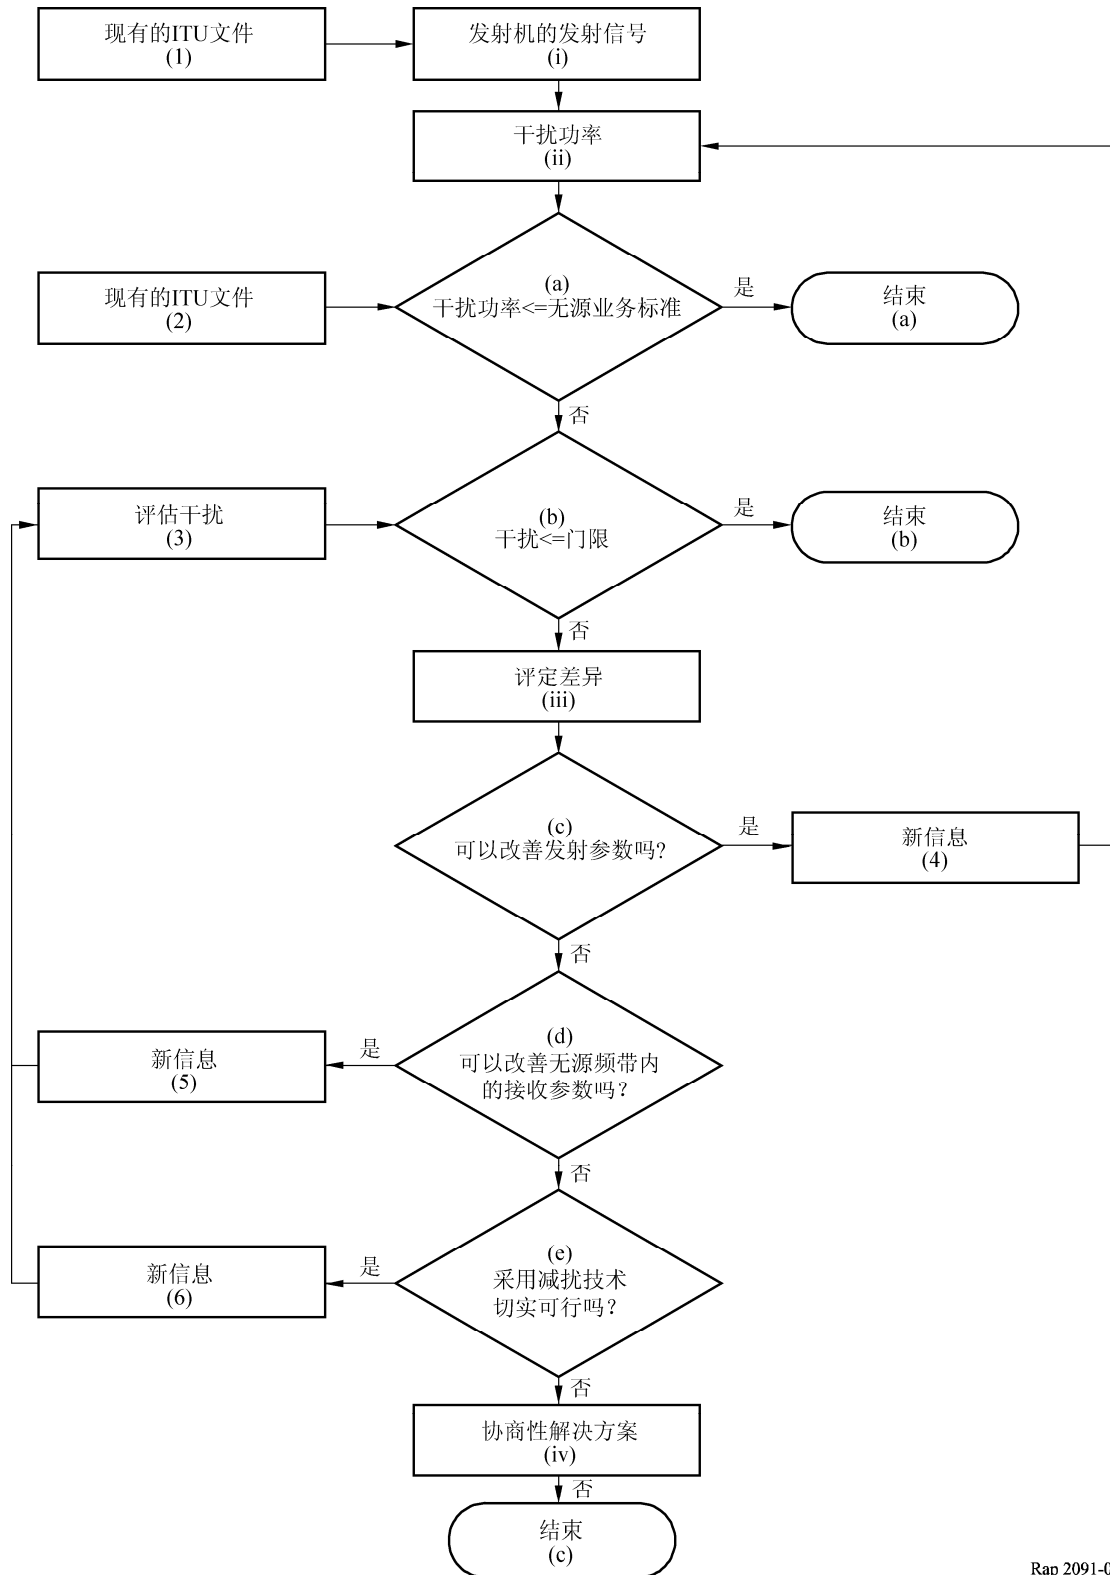 现有的ITU文件
(1)
发射机的发射信号
(i)
干扰功率
(ii)
现有的ITU文件
(2)
(a)
干扰功率<=无源业务标准
是
结束
(a)
否
评估干扰
(3)
(b)
干扰<=门限
是
结束
(b)
否
评定差异
(iii)
(c)
可以改善发射参数吗?
是
新信息
(4)
否
新信息
(5)
是
(d)
可以改善无源频带内
的接收参数吗?
否
新信息
(6)
是
(e)
采用减扰技术
切实可行吗?
否
协商性解决方案
(iv)
否
结束
(c)
Rap 2091-0